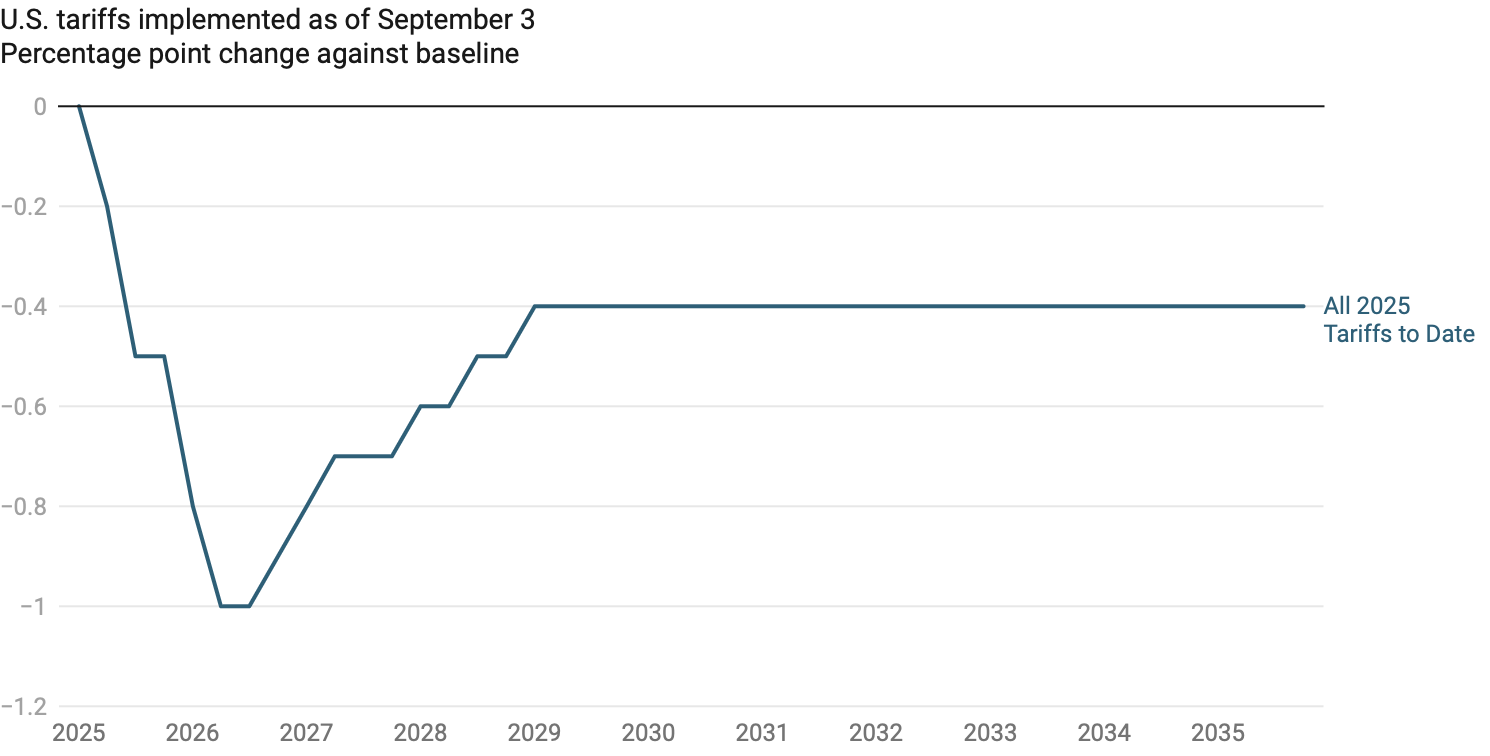 U.S. tariffs implemented as of September 3
Percentage point change against baseline
0
−0.2
−0.4
All 2025
Tariffs to Date
−0.6
−0.8
−1
−1.2
2025 2026 2027 2028 2029 2030 2031 2032 2033 2034 2035